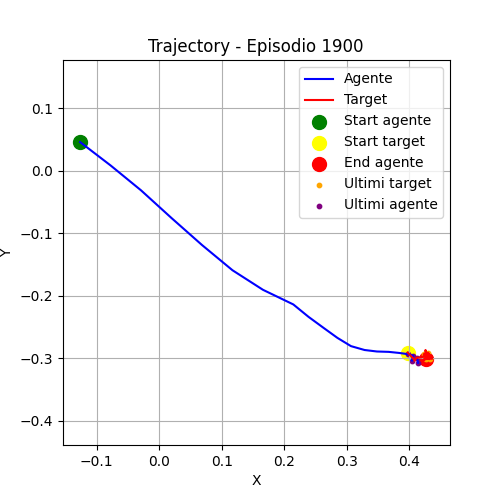 Trajectory - Episodio 1900
Agente
Target
Start agente
Start target
End agente
Ultimi target
Ultimi agente
0.1
0.0
−0.1
−0.2
−0.3
−0.4
Y
−0.1
0.0
0.1
0.2
0.3
0.4
X